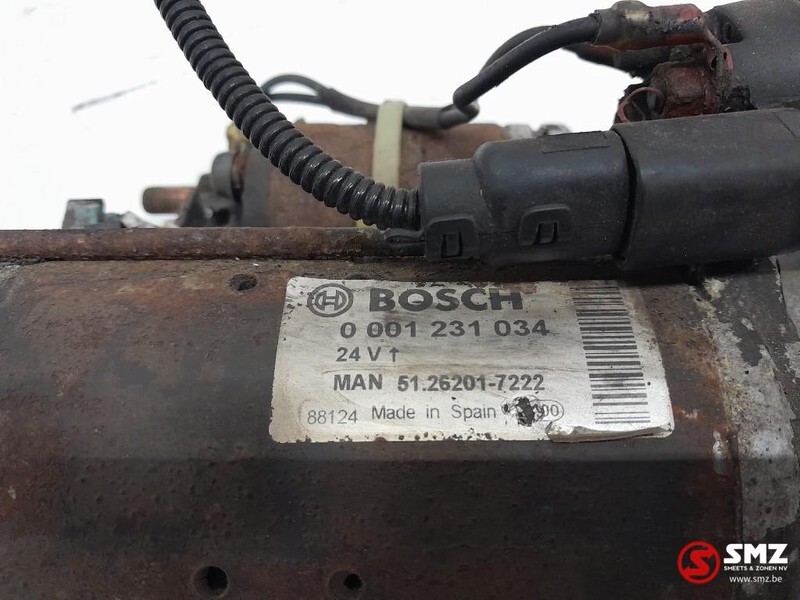 BOSCH
0 001 231 034
24 V ↑
MAN 51.26201-7222
88124 Made in Spain
SMZ
SMEETS & ZONEN NV
www.smz.be